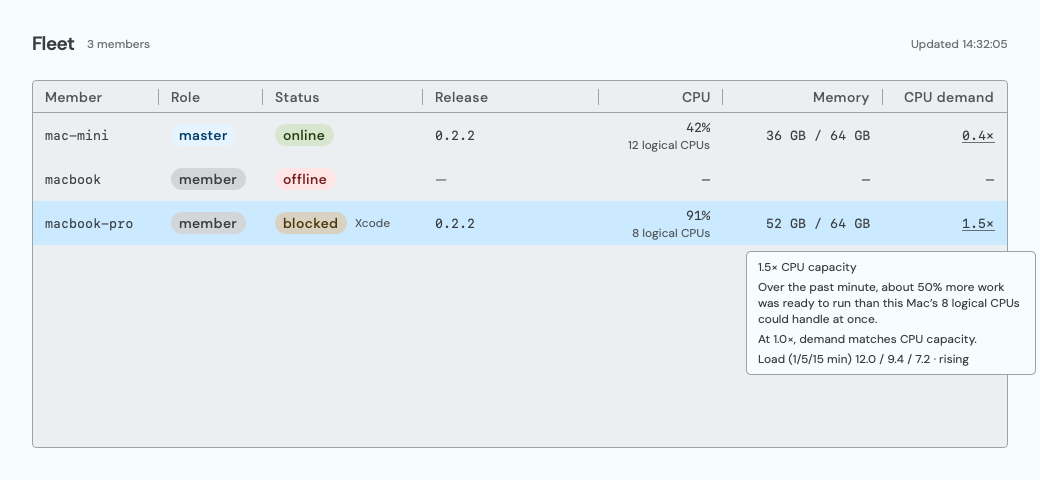 Fleet 3 members Updated 14:32:05
Member Role Status Release CPU Memory CPU demand
mac-mini master online 0.2.2 42% 36 GB / 64 GB 0.4×
12 logical CPUs
macbook member offline — — — —
macbook-pro member blocked Xcode 0.2.2 91% 52 GB / 64 GB 1.5×
8 logical CPUs
1.5× CPU capacity
Over the past minute, about 50% more work
was ready to run than this Mac’s 8 logical CPUs
could handle at once.
At 1.0×, demand matches CPU capacity.
Load (1/5/15 min) 12.0 / 9.4 / 7.2 · rising